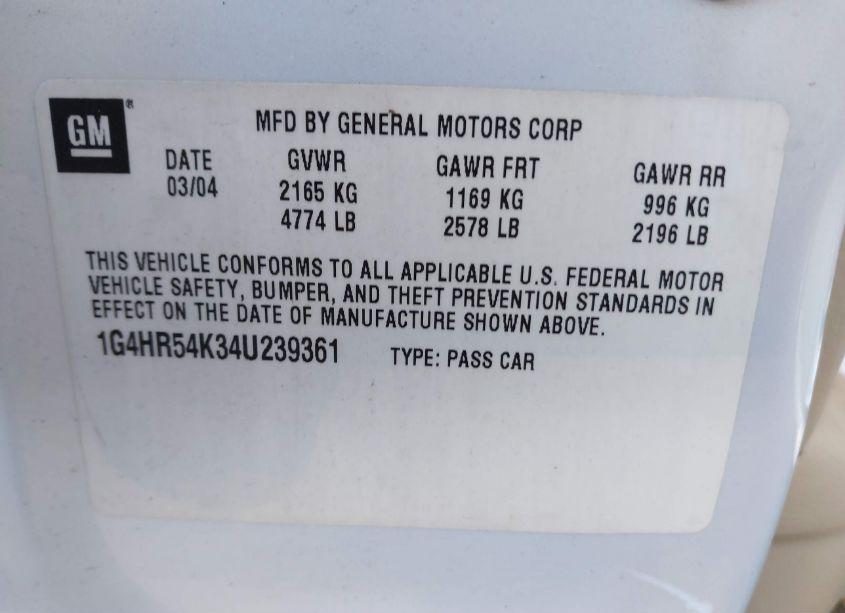 GM®
MFD BY GENERAL MOTORS CORP
DATE GVWR GAWR FRT GAWR RR
03/04 2165 KG 1169 KG 996 KG
4774 LB 2578 LB 2196 LB
THIS VEHICLE CONFORMS TO ALL APPLICABLE U.S. FEDERAL MOTOR
VEHICLE SAFETY, BUMPER, AND THEFT PREVENTION STANDARDS IN
EFFECT ON THE DATE OF MANUFACTURE SHOWN ABOVE.
1G4HR54K34U239361 TYPE: PASS CAR